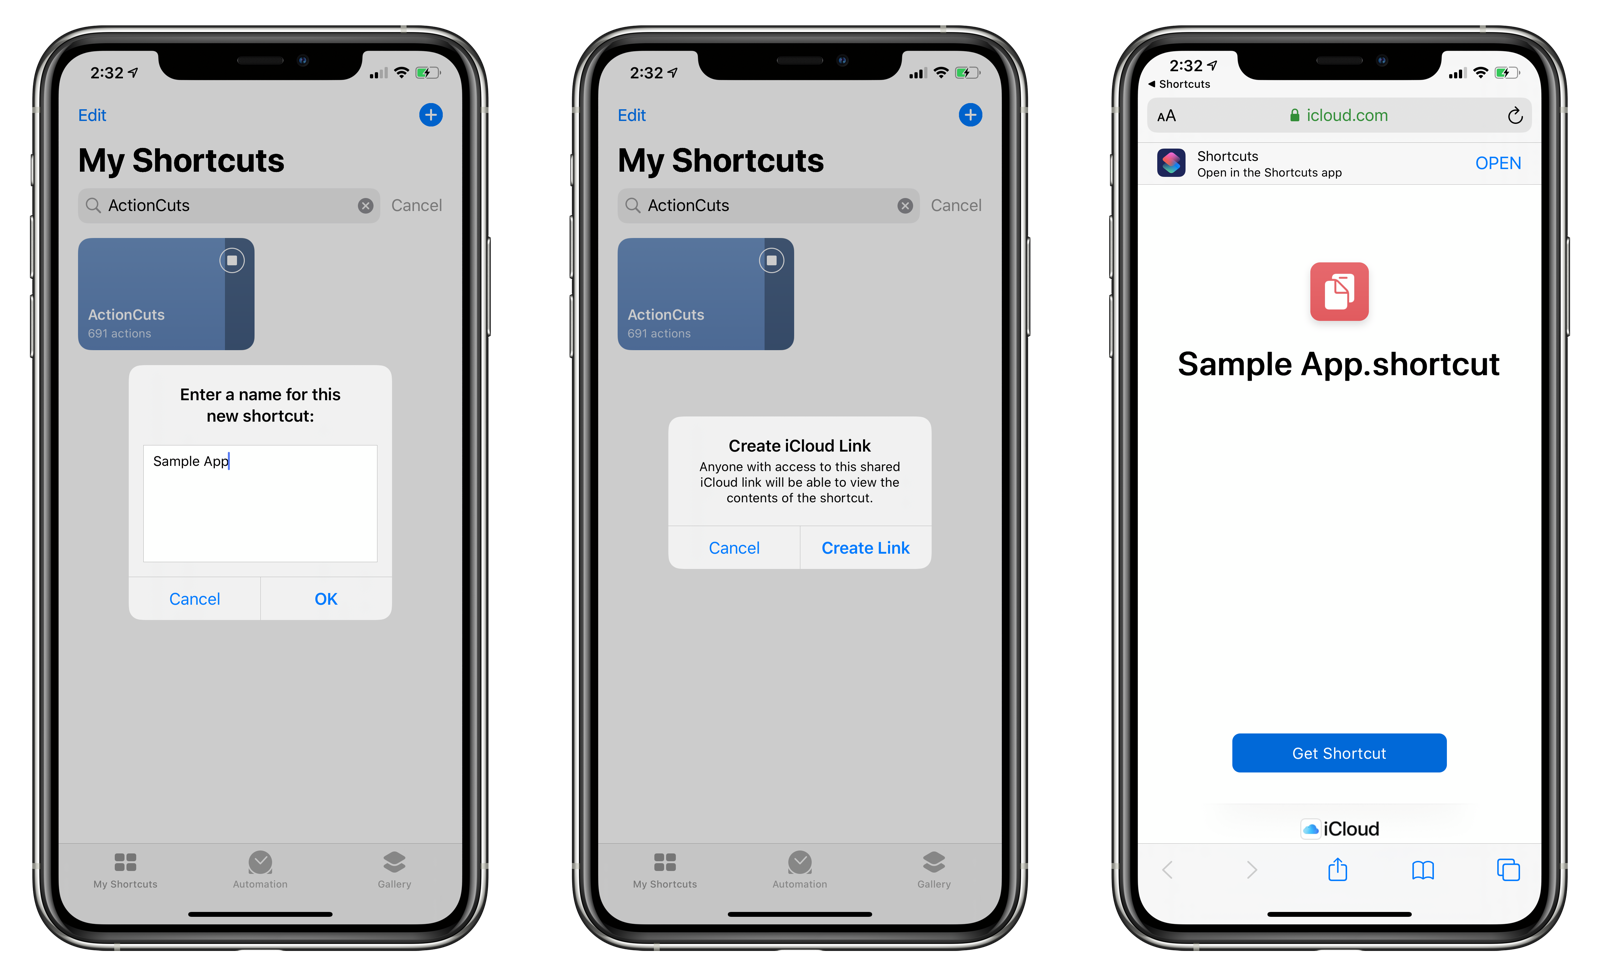 2:32
Edit
My Shortcuts
ActionCuts
Cancel
ActionCuts
691 actions
Enter a name for this
new shortcut:
Sample App
Cancel
OK
My Shortcuts
Automation
Gallery
2:32
Edit
My Shortcuts
ActionCuts
Cancel
ActionCuts
691 actions
Create iCloud Link
Anyone with access to this shared
iCloud link will be able to view the
contents of the shortcut.
Cancel
Create Link
My Shortcuts
Automation
Gallery
2:32
Shortcuts
AA
icloud.com
Shortcuts
Open in the Shortcuts app
OPEN
Sample App.shortcut
Get Shortcut
iCloud